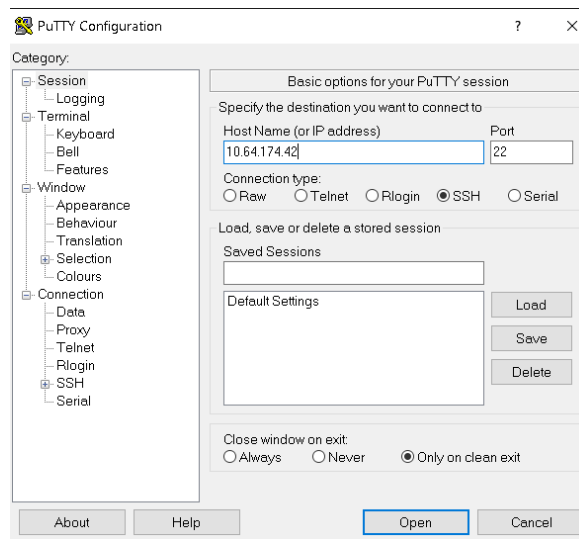 PuTTY Configuration
?
Category:
Session
Logging
Terminal
Keyboard
Bell
Features
Window
Appearance
Behaviour
Translation
Selection
Colours
Connection
Data
Proxy
Telnet
Rlogin
SSH
Serial
Basic options for your PuTTY session
Specify the destination you want to connect to
Host Name (or IP address) Port
10.64.174.42 22
Connection type:
Raw Telnet Rlogin SSH Serial
Load, save or delete a stored session
Saved Sessions
Default Settings
Load
Save
Delete
Close window on exit:
Always Never Only on clean exit
About Help Open Cancel